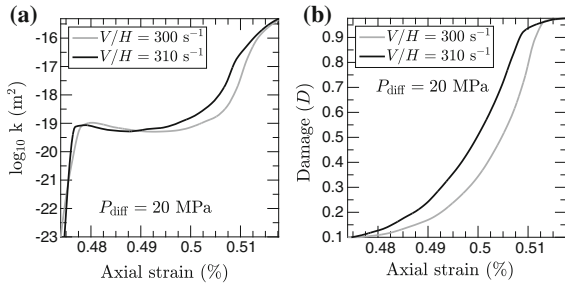 (a)
V/H = 300 s⁻¹
V/H = 310 s⁻¹
-16
-17
-18
-19
-20
-21
-22
-23
log₁₀ k (m²)
P_diff = 20 MPa
0.48 0.49 0.5 0.51
Axial strain (%)
(b)
V/H = 300 s⁻¹
V/H = 310 s⁻¹
P_diff = 20 MPa
0.9
0.8
0.7
0.6
0.5
0.4
0.3
0.2
1
Damage (D)
0.48 0.49 0.5 0.51
Axial strain (%)